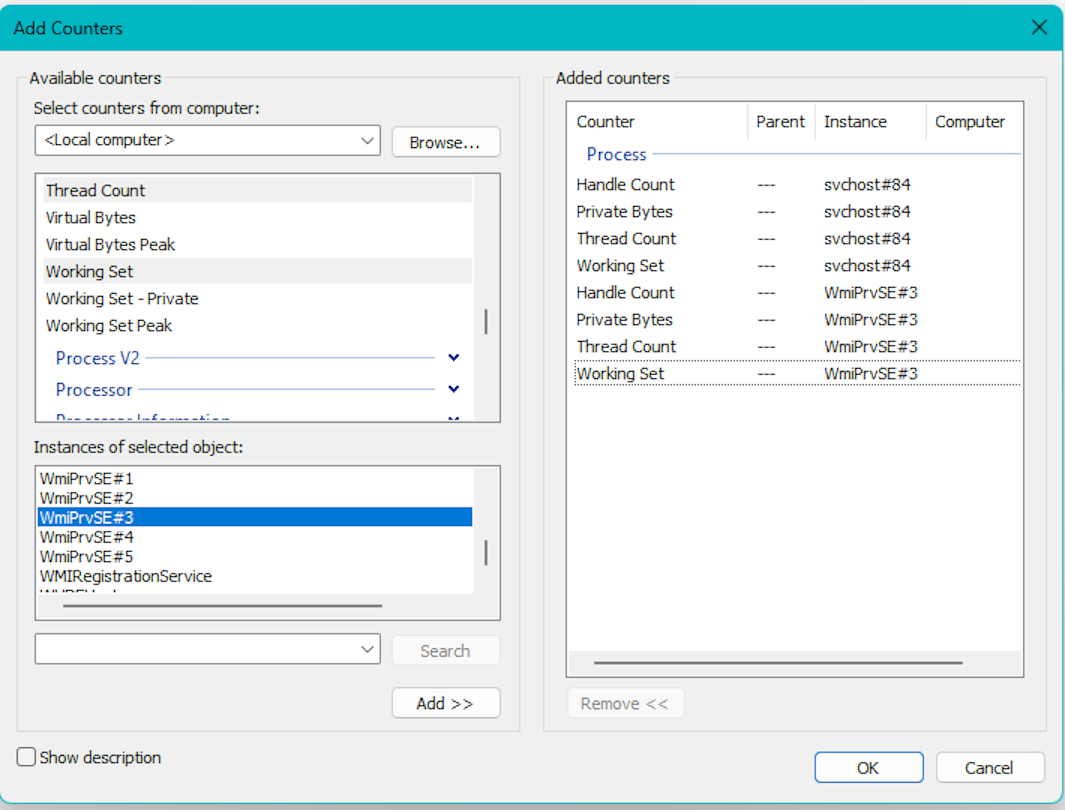 Add Counters
Available counters
Select counters from computer:
<Local computer>
Browse...
Thread Count
Virtual Bytes
Virtual Bytes Peak
Working Set
Working Set - Private
Working Set Peak
Process V2
Processor
Processor Information
Instances of selected object:
WmiPrvSE#1
WmiPrvSE#2
WmiPrvSE#3
WmiPrvSE#4
WmiPrvSE#5
WMIRegistrationService
Search
Add >>
Show description
Added counters
Counter Parent Instance Computer
Process
Handle Count --- svchost#84
Private Bytes --- svchost#84
Thread Count --- svchost#84
Working Set --- svchost#84
Handle Count --- WmiPrvSE#3
Private Bytes --- WmiPrvSE#3
Thread Count --- WmiPrvSE#3
Working Set --- WmiPrvSE#3
Remove <<
OK
Cancel